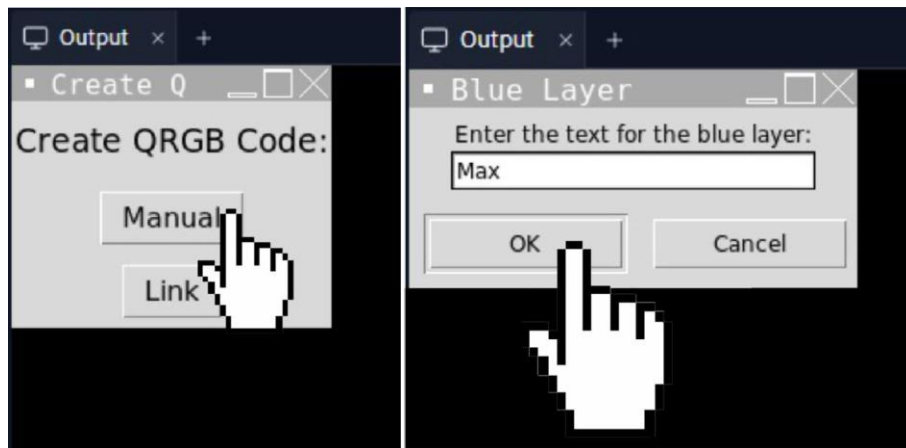 Output × +
Create Q
Create QRGB Code:
Manual
Link
Output × +
Blue Layer
Enter the text for the blue layer:
Max
OK
Cancel